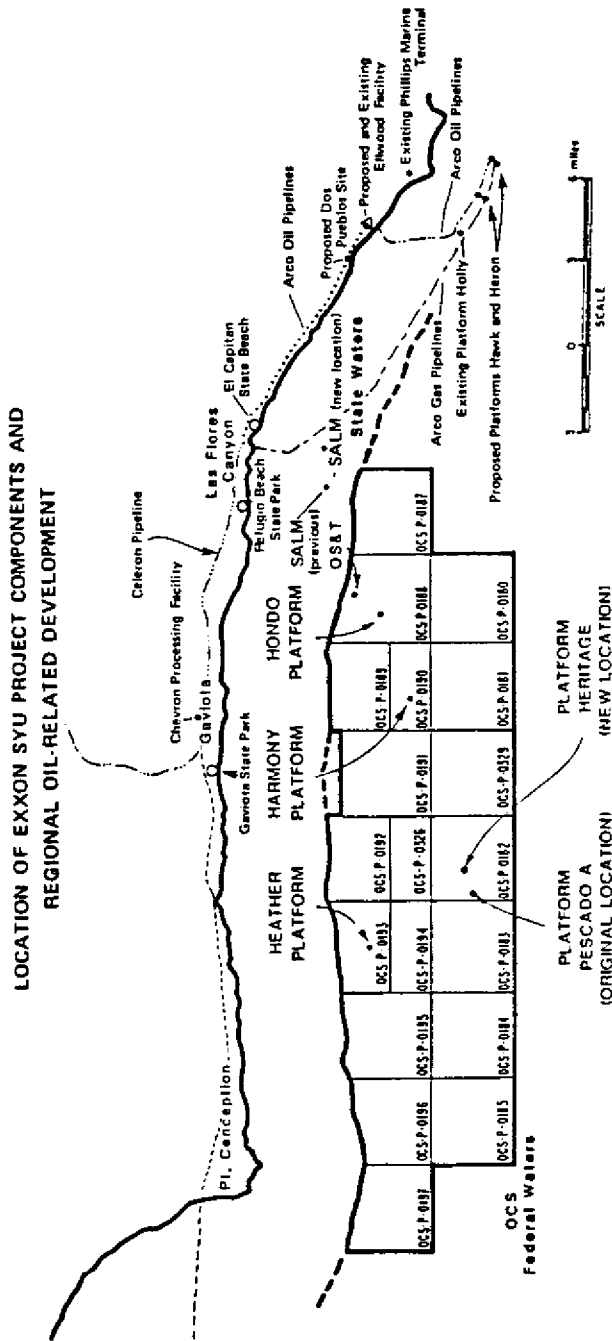 LOCATION OF EXXON SYU PROJECT COMPONENTS AND
REGIONAL OIL-RELATED DEVELOPMENT
Pt. Conception
Gaviota State Park
Gaviota
Chevron Processing Facility
Celeron Pipeline
Refugio Beach
State Park
Las Flores
Canyon
El Capitan
State Beach
Arco Oil Pipelines
Proposed Dos
Pueblos Site
Proposed and Existing
Ellwood Facility
Existing Phillips Marine
Terminal
Arco Oil Pipelines
HEATHER
PLATFORM
HARMONY
PLATFORM
HONDO
PLATFORM
SALM
(previous)
OS&T
SALM (new location)
State Waters
Arco Gas Pipelines
Existing Platform Holly
Proposed Platforms Hawk and Heron
OCS-P-0197
OCS-P-0196
OCS-P-0195
OCS-P-0193
OCS-P-0194
OCS-P-0192
OCS-P-0326
OCS-P-0191
OCS-P-0189
OCS-P-0190
OCS-P-0188
OCS-P-0187
OCS-P-0185
OCS-P-0184
OCS-P-0183
OCS-P-0182
OCS-P-0329
OCS-P-0181
OCS-P-0180
OCS
Federal Waters
PLATFORM
PESCADO A
(ORIGINAL LOCATION)
PLATFORM
HERITAGE
(NEW LOCATION)
0
miles
SCALE